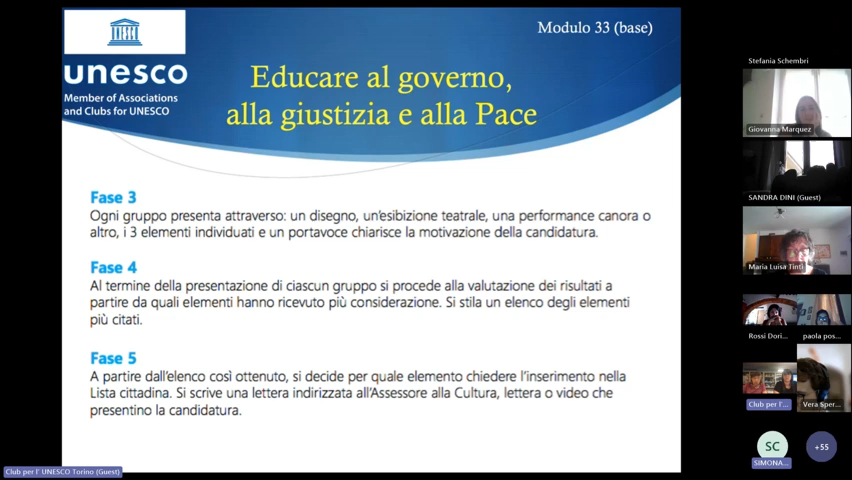 Modulo 33 (base)
unesco
Member of Associations
and Clubs for UNESCO
Educare al governo,
alla giustizia e alla Pace
Fase 3
Ogni gruppo presenta attraverso: un disegno, un'esibizione teatrale, una performance canora o
altro, i 3 elementi individuati e un portavoce chiarisce la motivazione della candidatura.
Fase 4
Al termine della presentazione di ciascun gruppo si procede alla valutazione dei risultati a
partire da quali elementi hanno ricevuto più considerazione. Si stila un elenco degli elementi
più citati.
Fase 5
A partire dall'elenco così ottenuto, si decide per quale elemento chiedere l'inserimento nella
Lista cittadina. Si scrive una lettera indirizzata all'Assessore alla Cultura, lettera o video che
presentino la candidatura.
Club per l' UNESCO Torino (Guest)
Stefania Schembri
Giovanna Marquez
SANDRA DINI (Guest)
Maria Luisa Tinti
Rossi Dori...
paola pos...
Club per l'...
Vera Sper...
SC
SIMONA...
+55